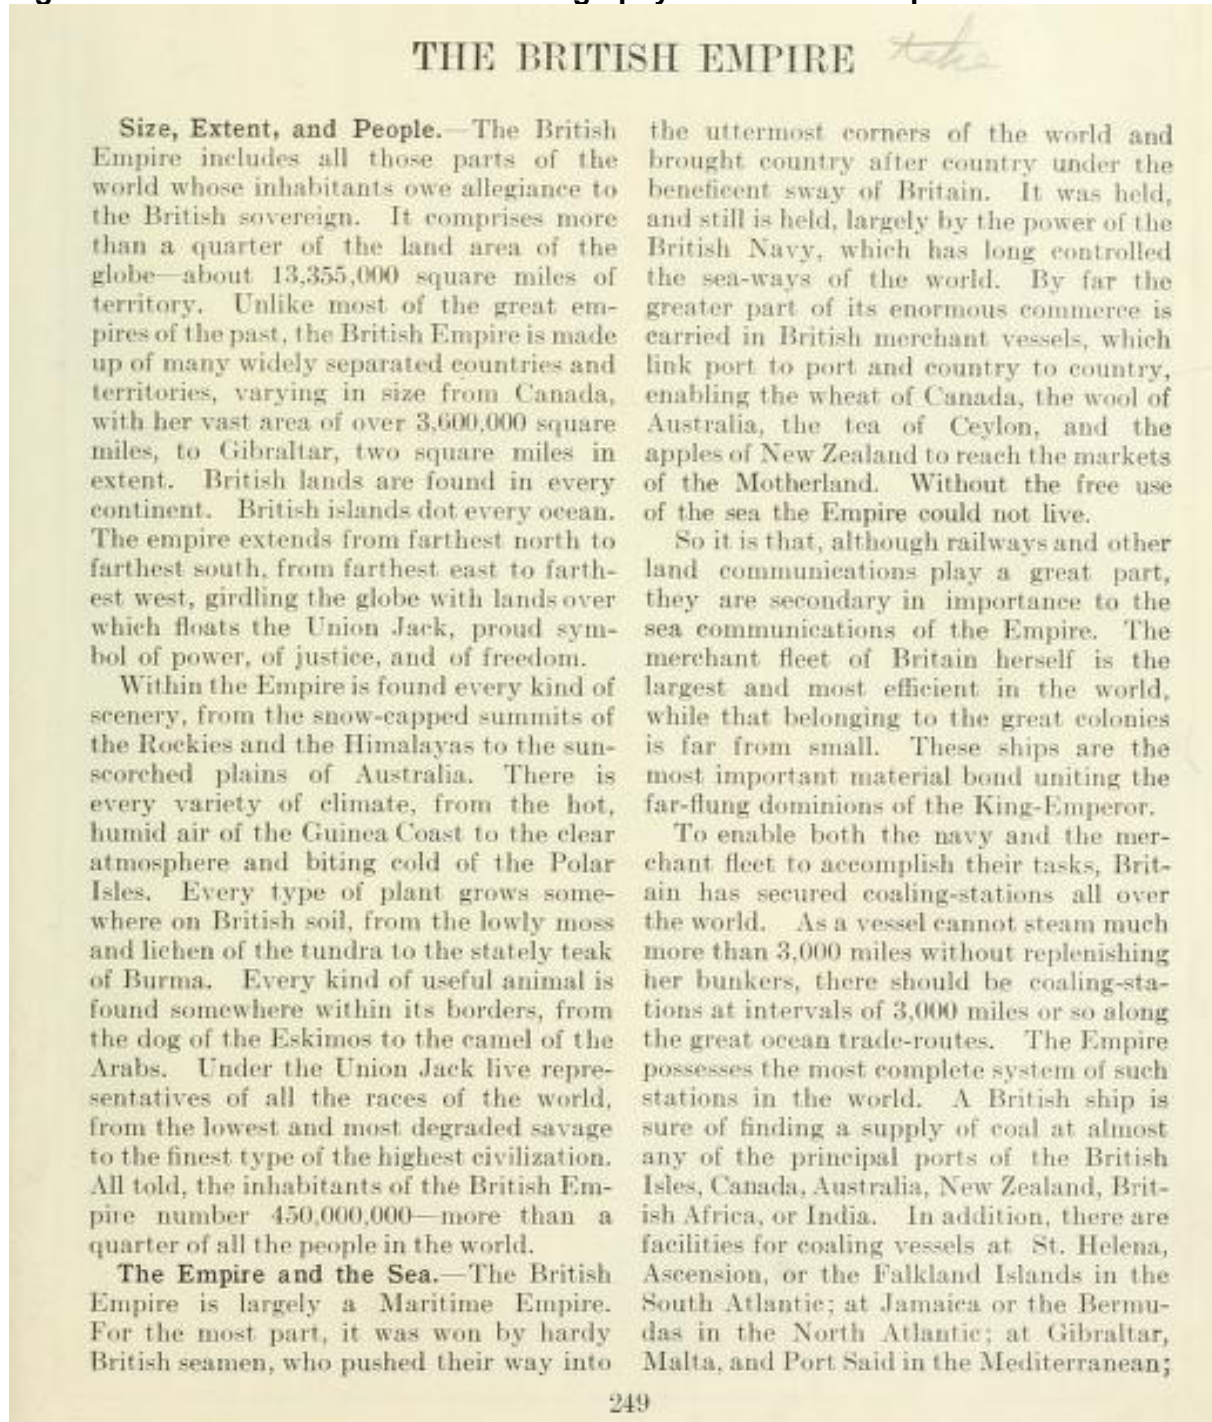 THE BRITISH EMPIRE
Size, Extent, and People.—The British
Empire includes all those parts of the
world whose inhabitants owe allegiance to
the British sovereign. It comprises more
than a quarter of the land area of the
globe—about 13,355,000 square miles of
territory. Unlike most of the great em-
pires of the past, the British Empire is made
up of many widely separated countries and
territories, varying in size from Canada,
with her vast area of over 3,600,000 square
miles, to Gibraltar, two square miles in
extent. British lands are found in every
continent. British islands dot every ocean.
The empire extends from farthest north to
farthest south, from farthest east to farth-
est west, girdling the globe with lands over
which floats the Union Jack, proud sym-
bol of power, of justice, and of freedom.
Within the Empire is found every kind of
scenery, from the snow-capped summits of
the Rockies and the Himalayas to the sun-
scorched plains of Australia. There is
every variety of climate, from the hot,
humid air of the Guinea Coast to the clear
atmosphere and biting cold of the Polar
Isles. Every type of plant grows some-
where on British soil, from the lowly moss
and lichen of the tundra to the stately teak
of Burma. Every kind of useful animal is
found somewhere within its borders, from
the dog of the Eskimos to the camel of the
Arabs. Under the Union Jack live repre-
sentatives of all the races of the world,
from the lowest and most degraded savage
to the finest type of the highest civilization.
All told, the inhabitants of the British Em-
pire number 450,000,000—more than a
quarter of all the people in the world.
The Empire and the Sea.—The British
Empire is largely a Maritime Empire.
For the most part, it was won by hardy
British seamen, who pushed their way into
the uttermost corners of the world and
brought country after country under the
beneficent sway of Britain. It was held,
and still is held, largely by the power of the
British Navy, which has long controlled
the sea-ways of the world. By far the
greater part of its enormous commerce is
carried in British merchant vessels, which
link port to port and country to country,
enabling the wheat of Canada, the wool of
Australia, the tea of Ceylon, and the
apples of New Zealand to reach the markets
of the Motherland. Without the free use
of the sea the Empire could not live.
So it is that, although railways and other
land communications play a great part,
they are secondary in importance to the
sea communications of the Empire. The
merchant fleet of Britain herself is the
largest and most efficient in the world,
while that belonging to the great colonies
is far from small. These ships are the
most important material bond uniting the
far-flung dominions of the King-Emperor.
To enable both the navy and the mer-
chant fleet to accomplish their tasks, Brit-
ain has secured coaling-stations all over
the world. As a vessel cannot steam much
more than 3,000 miles without replenishing
her bunkers, there should be coaling-sta-
tions at intervals of 3,000 miles or so along
the great ocean trade-routes. The Empire
possesses the most complete system of such
stations in the world. A British ship is
sure of finding a supply of coal at almost
any of the principal ports of the British
Isles, Canada, Australia, New Zealand, Brit-
ish Africa, or India. In addition, there are
facilities for coaling vessels at St. Helena,
Ascension, or the Falkland Islands in the
South Atlantic; at Jamaica or the Bermu-
das in the North Atlantic; at Gibraltar,
Malta, and Port Said in the Mediterranean;
249